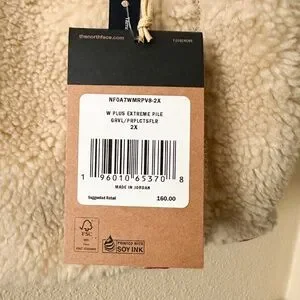 thenorthface.com
NF0A7WMRPV8-2X
W PLUS EXTREME PILE
GRVL/PRPLCTSFLR
2X
1 96010 65370 8
MADE IN JORDAN
Suggested Retail 160.00
FSC
PRINTED WITH
SOY INK